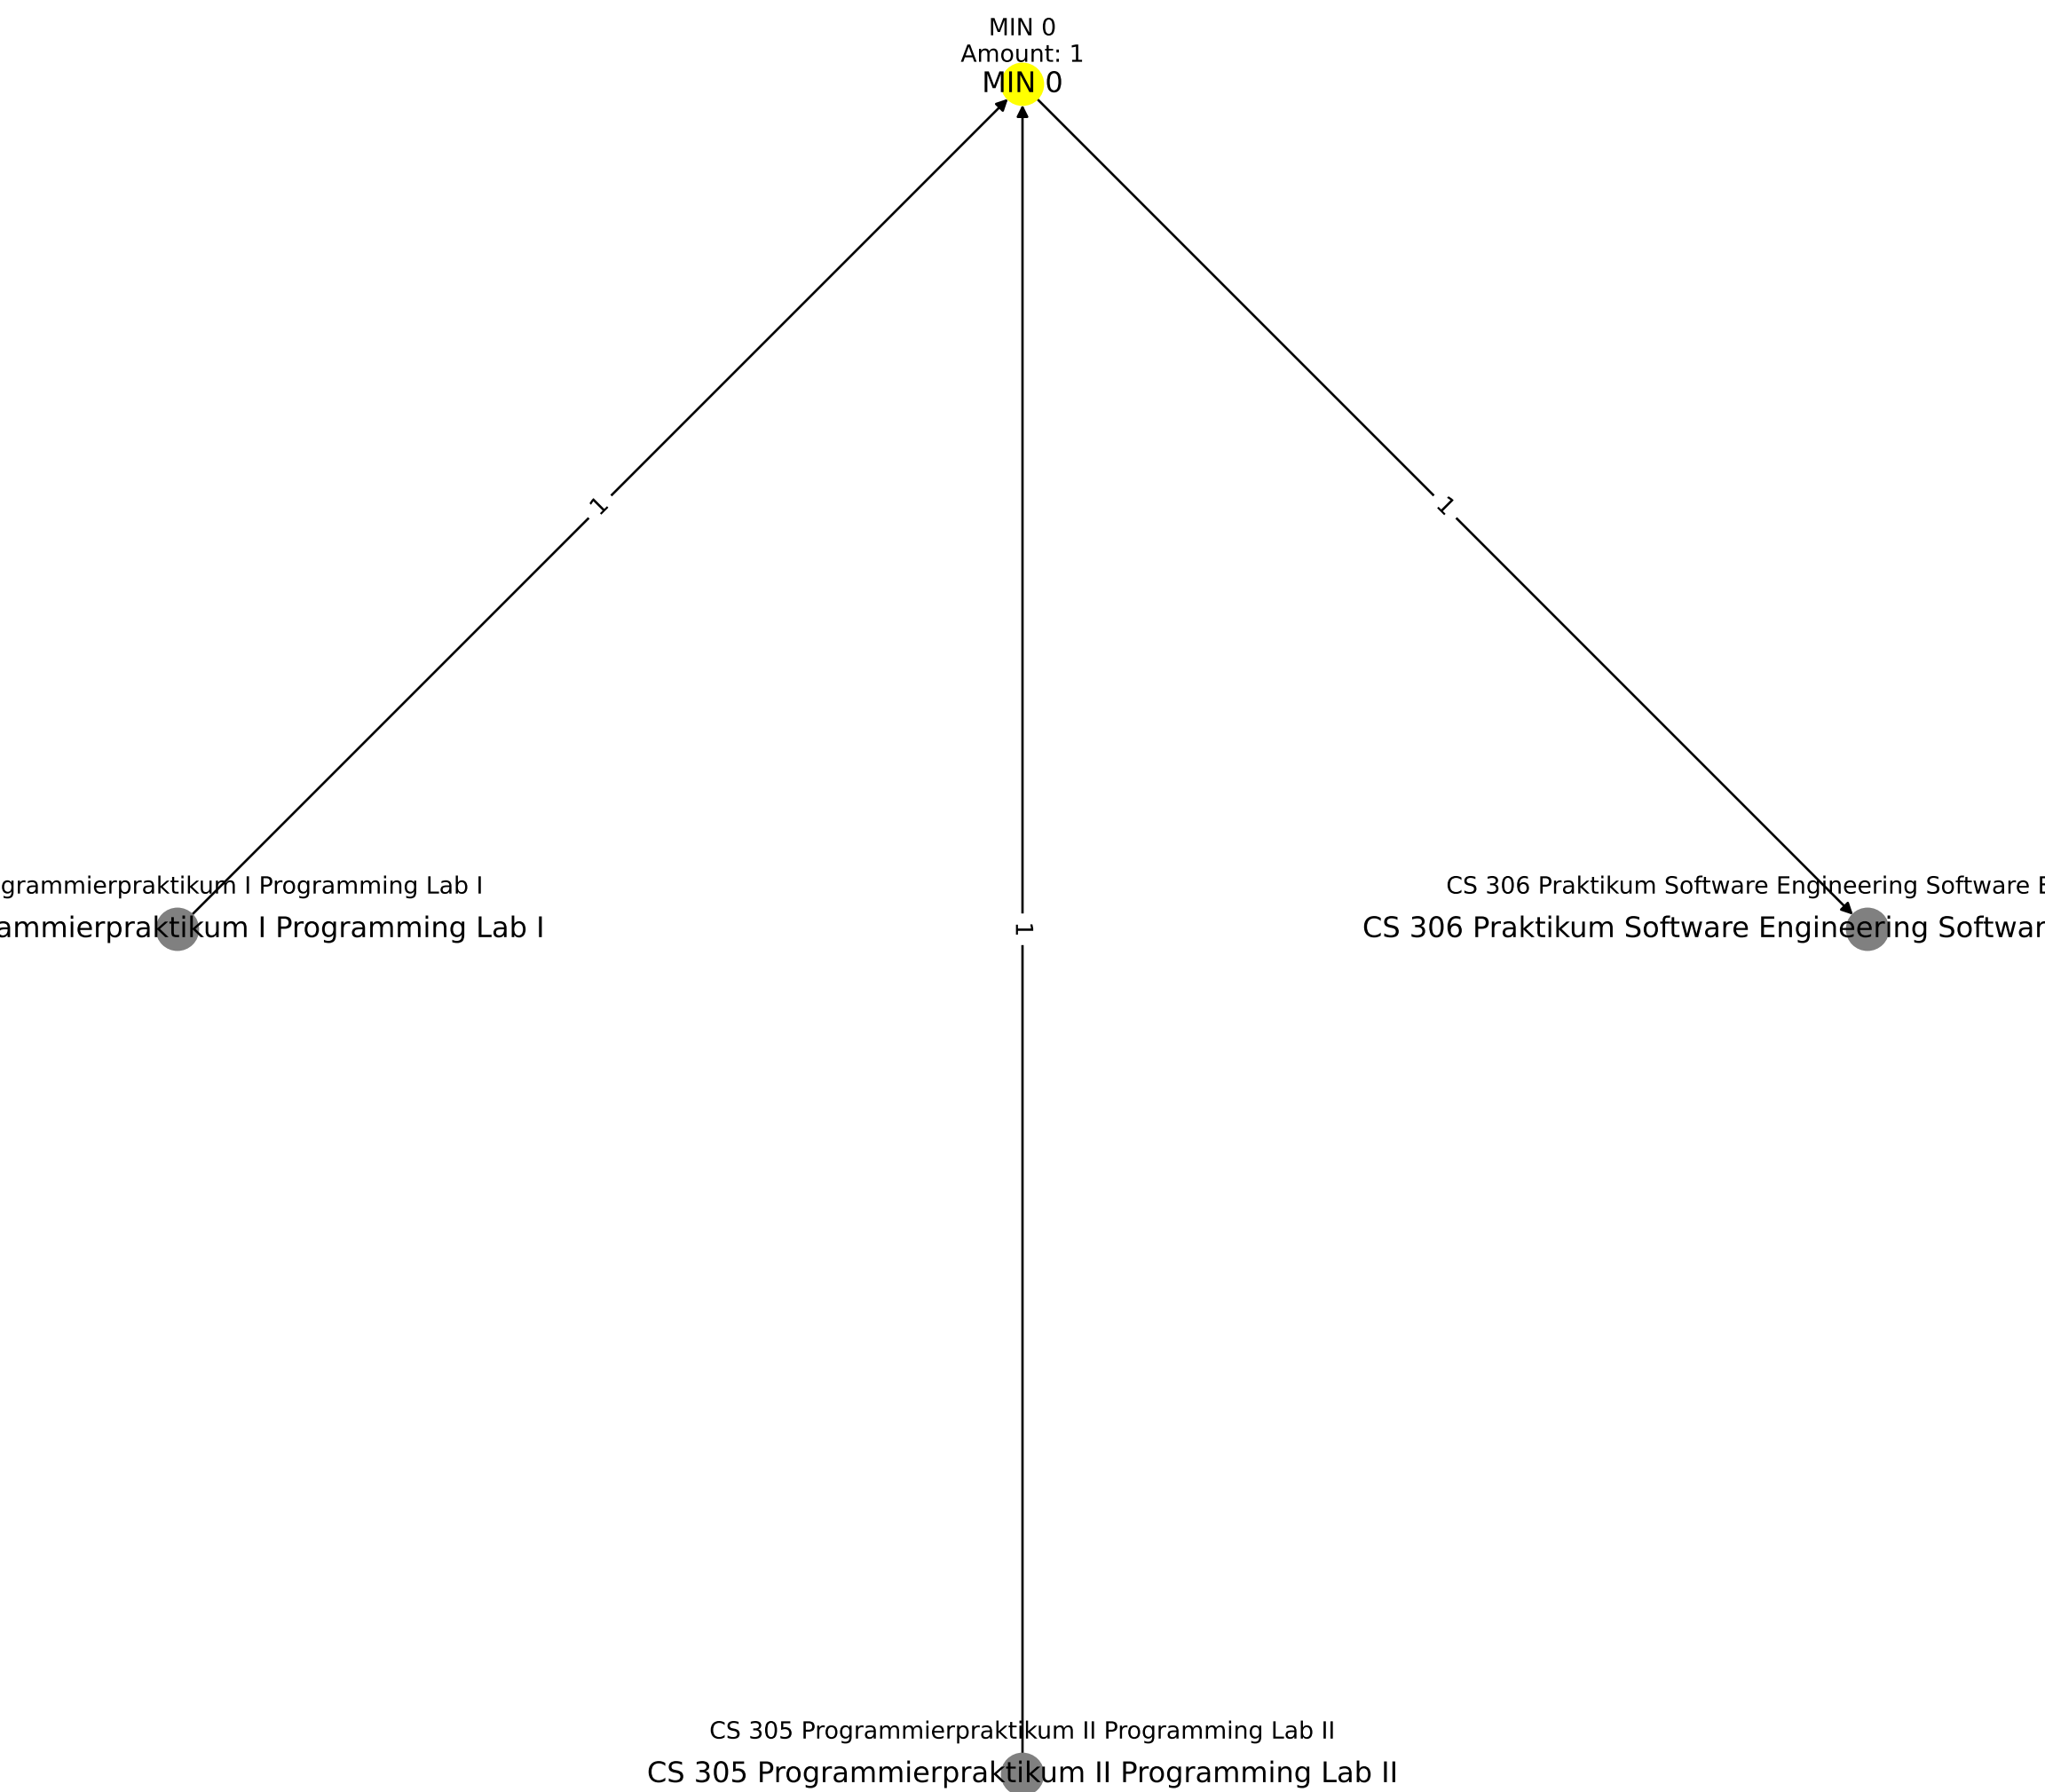 MIN 0
Amount: 1
MIN 0
1
1
grammierpraktikum I Programming Lab I
CS 306 Praktikum Software Engineering Software E
ammierpraktikum I Programming Lab I
CS 306 Praktikum Software Engineering Softwar
1
CS 305 Programmierpraktikum II Programming Lab II
CS 305 Programmierpraktikum II Programming Lab II